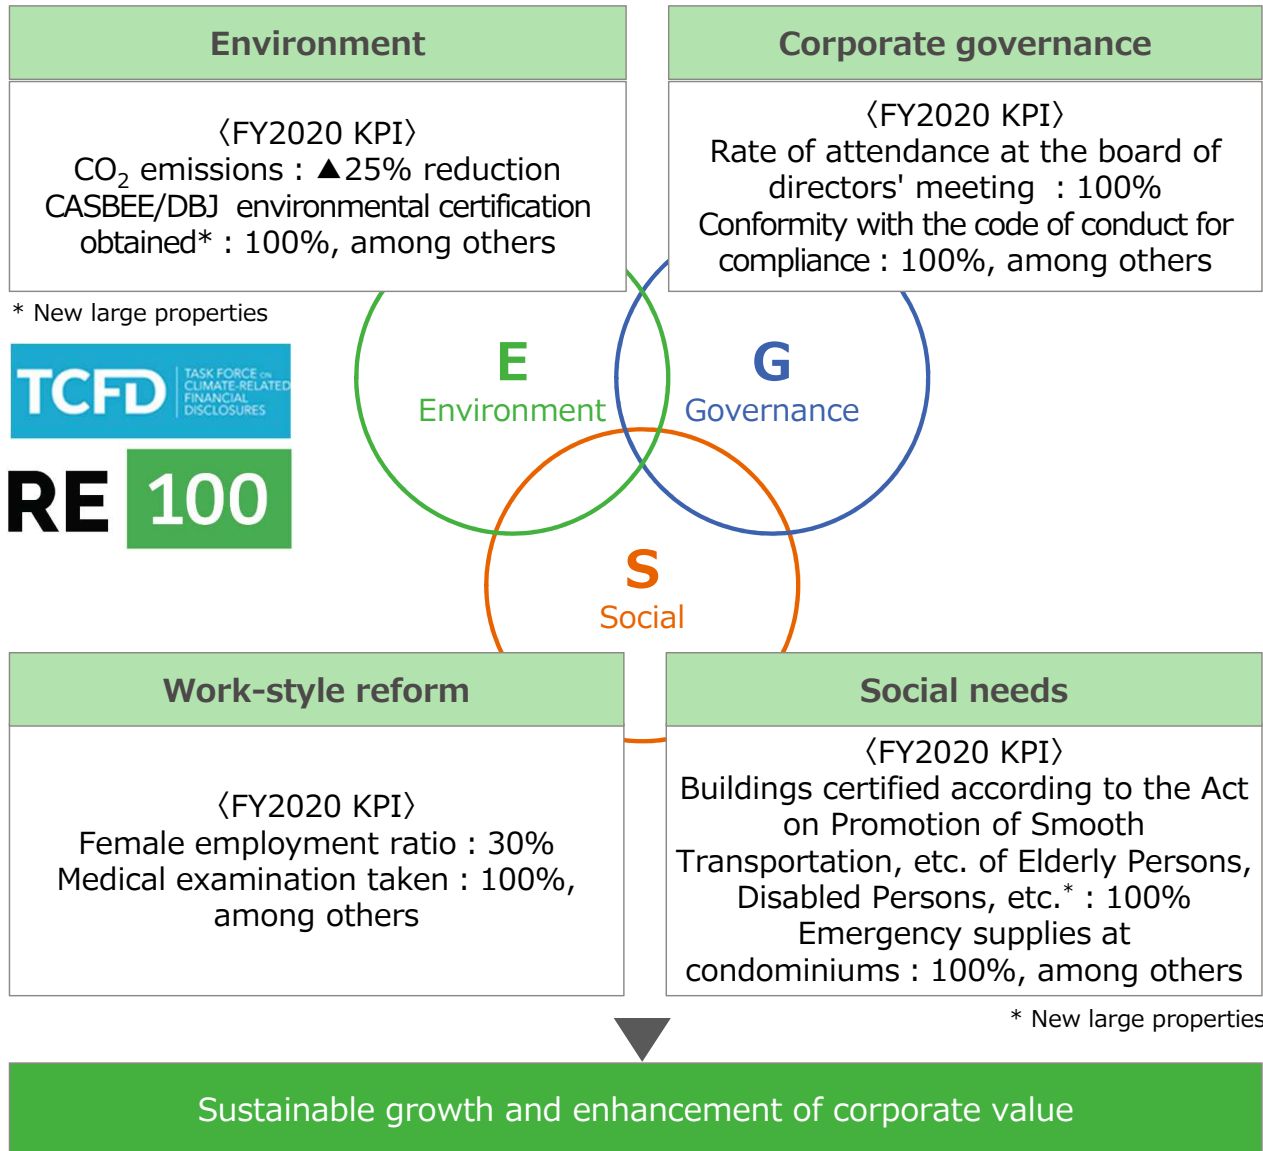 Environment
〈FY2020 KPI〉
CO₂ emissions : ▲25% reduction
CASBEE/DBJ environmental certification
obtained* : 100%, among others
* New large properties
TCFD
TASK FORCE ON
CLIMATE-RELATED
FINANCIAL
DISCLOSURES
RE 100
Corporate governance
〈FY2020 KPI〉
Rate of attendance at the board of
directors' meeting : 100%
Conformity with the code of conduct for
compliance : 100%, among others
E
Environment
G
Governance
S
Social
Work-style reform
〈FY2020 KPI〉
Female employment ratio : 30%
Medical examination taken : 100%,
among others
Social needs
〈FY2020 KPI〉
Buildings certified according to the Act
on Promotion of Smooth
Transportation, etc. of Elderly Persons,
Disabled Persons, etc.* : 100%
Emergency supplies at
condominiums : 100%, among others
* New large properties
Sustainable growth and enhancement of corporate value